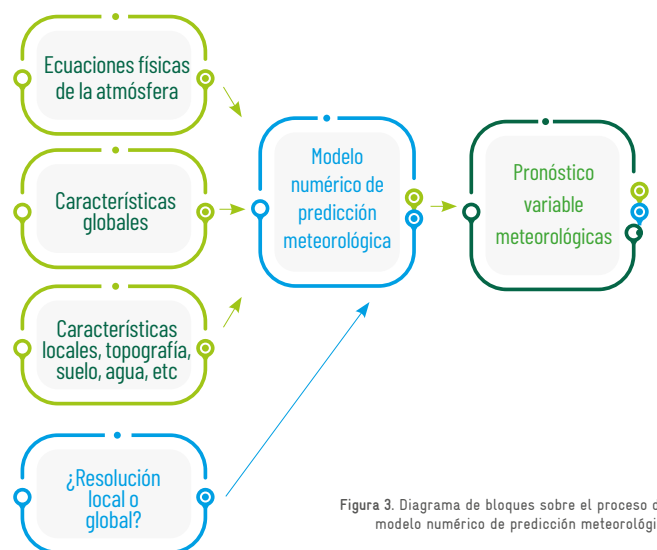 Ecuaciones físicas
de la atmósfera
Características
globales
Características
locales, topografía,
suelo, agua, etc
¿Resolución
local o
global?
Modelo
numérico de
predicción
meteorológica
Pronóstico
variable
meteorológicas
Figura 3. Diagrama de bloques sobre el proceso
modelo numérico de predicción